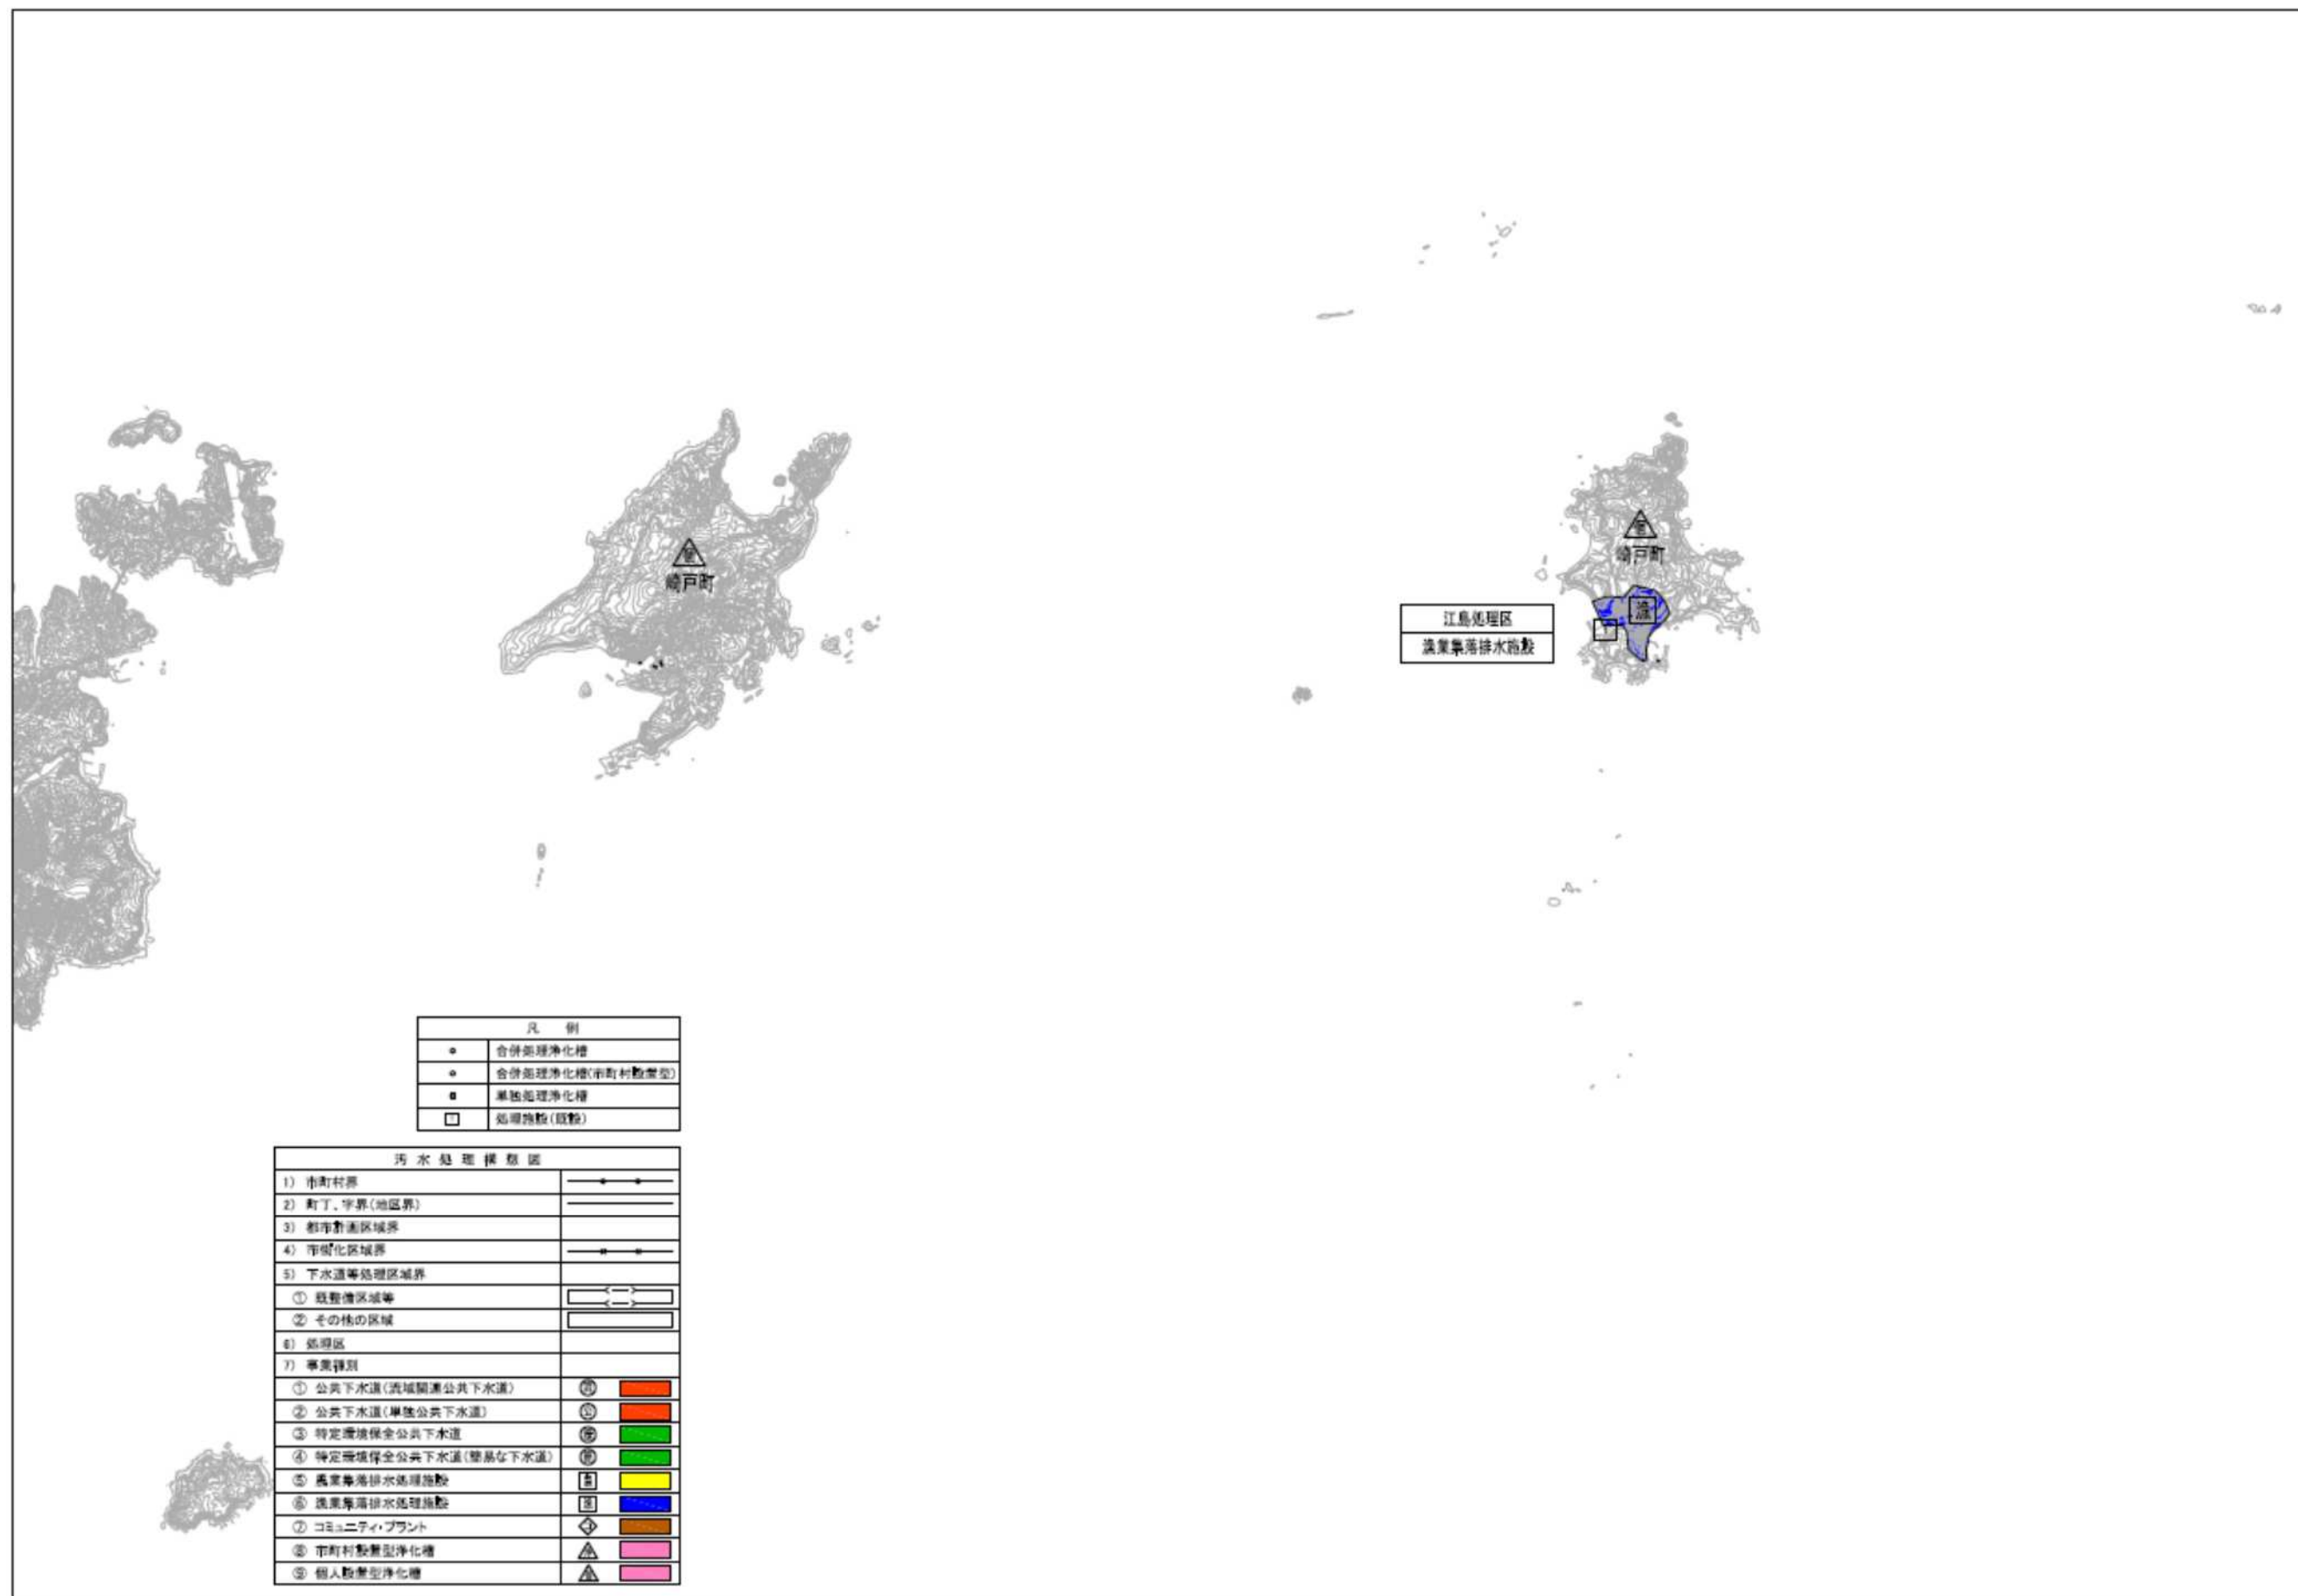 崎戸町
崎戸町
漁
江島処理区
漁業集落排水施設
凡 例
合併処理浄化槽
合併処理浄化槽(市町村設置型)
単独処理浄化槽
処理施設(既設)
汚 水 処 理 構 想 図
1) 市町村界
2) 町丁、字界(地区界)
3) 都市計画区域界
4) 市街化区域界
5) 下水道等処理区域界
① 既整備区域等
② その他の区域
6) 処理区
7) 事業種別
① 公共下水道(流域関連公共下水道)
② 公共下水道(単独公共下水道) 公
③ 特定環境保全公共下水道
④ 特定環境保全公共下水道(簡易な下水道)
⑤ 農業集落排水処理施設 農
⑥ 漁業集落排水処理施設 漁
⑦ コミュニティ・プラント コ
⑧ 市町村設置型浄化槽
⑨ 個人設置型浄化槽